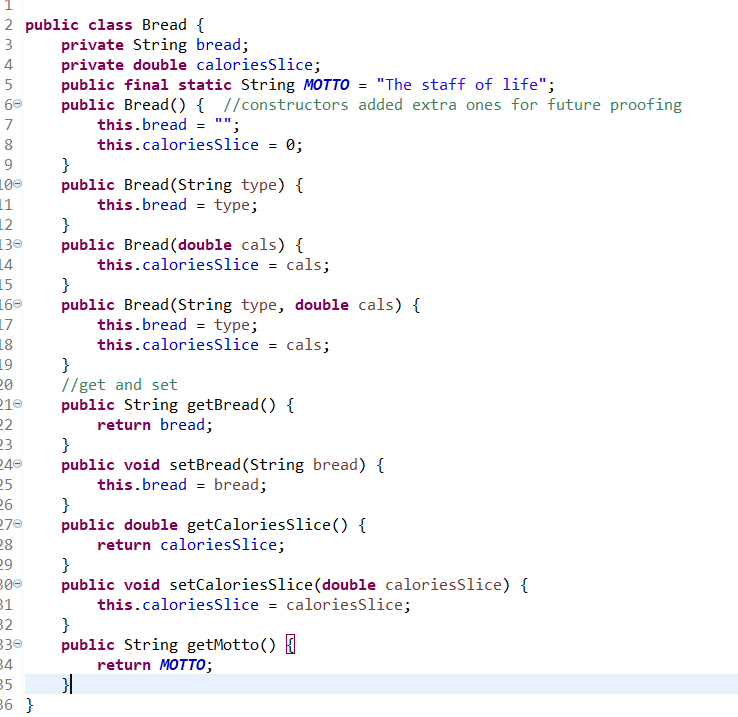 1
2 public class Bread {
3     private String bread;
4     private double caloriesSlice;
5     public final static String MOTTO = "The staff of life";
6     public Bread() {  //constructors added extra ones for future proofing
7         this.bread = "";
8         this.caloriesSlice = 0;
9     }
10     public Bread(String type) {
11         this.bread = type;
12     }
13     public Bread(double cals) {
14         this.caloriesSlice = cals;
15     }
16     public Bread(String type, double cals) {
17         this.bread = type;
18         this.caloriesSlice = cals;
19     }
20     //get and set
21     public String getBread() {
22         return bread;
23     }
24     public void setBread(String bread) {
25         this.bread = bread;
26     }
27     public double getCaloriesSlice() {
28         return caloriesSlice;
29     }
30     public void setCaloriesSlice(double caloriesSlice) {
31         this.caloriesSlice = caloriesSlice;
32     }
33     public String getMotto() {
34         return MOTTO;
35     }
36 }